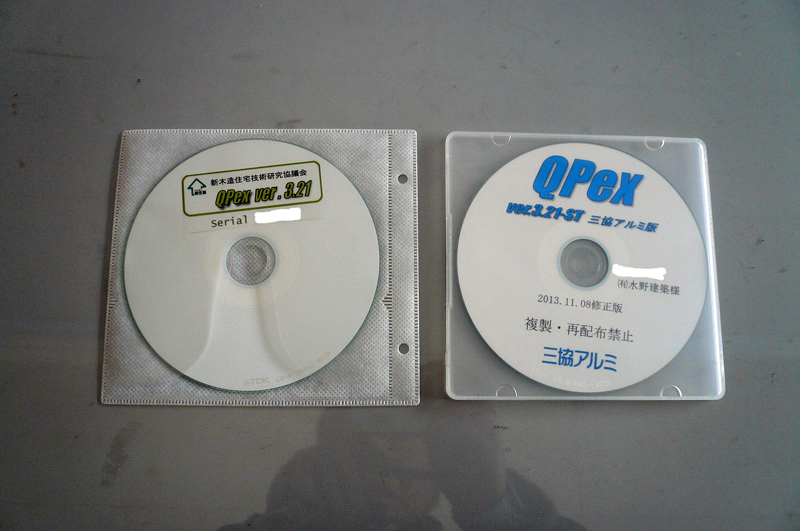 新木造住宅技術研究協議会
QPex ver. 3.21
Serial
QPex
ver.3.21-ST 三協アルミ版
㈲水野建築様
2013.11.08修正版
複製・再配布禁止
三協アルミ